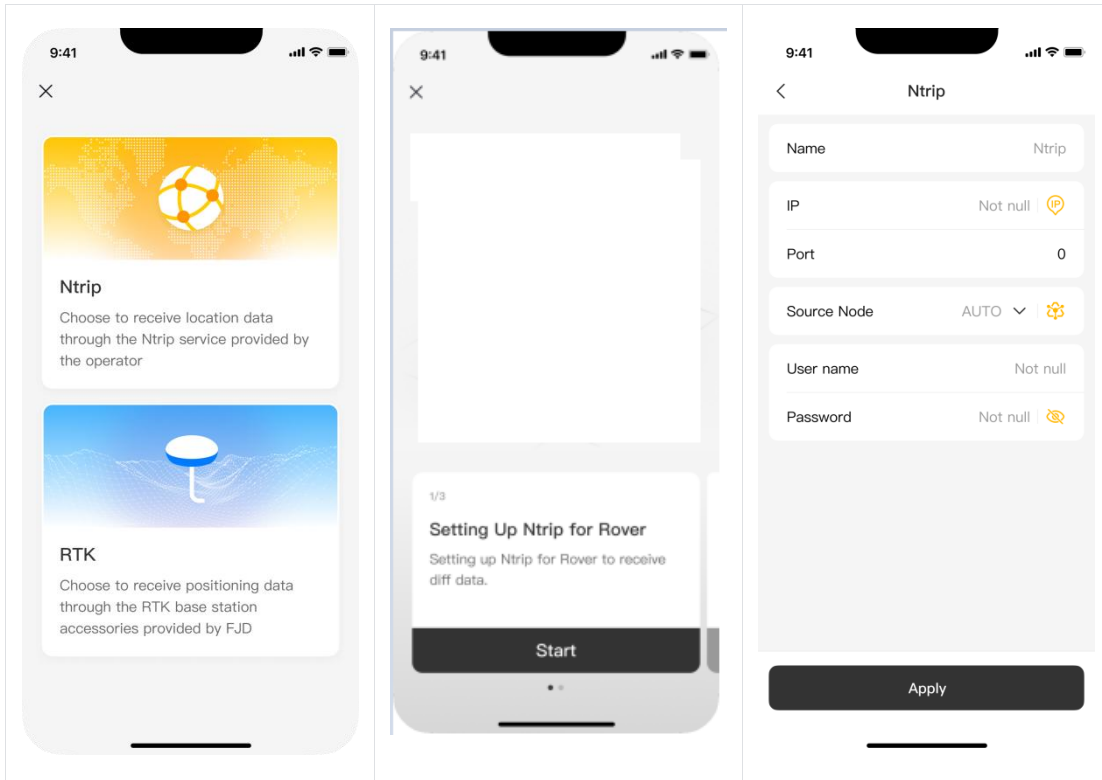 9:41
Ntrip
Choose to receive location data
through the Ntrip service provided by
the operator
RTK
Choose to receive positioning data
through the RTK base station
accessories provided by FJD
9:41
1/3
Setting Up Ntrip for Rover
Setting up Ntrip for Rover to receive
diff data.
Start
9:41
Ntrip
Name Ntrip
IP Not null IP
Port 0
Source Node AUTO
User name Not null
Password Not null
Apply